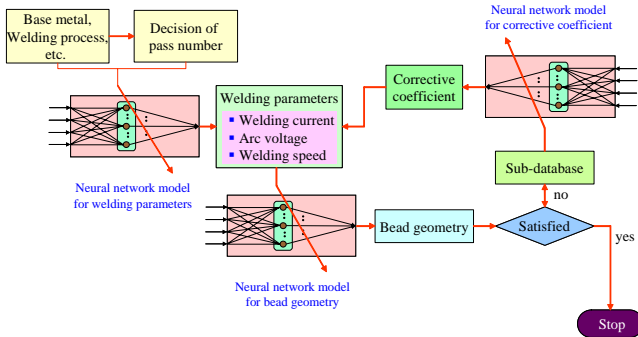 Base metal,
Welding process,
etc.
Decision of
pass number
Neural network model
for corrective coefficient
Welding parameters
▪ Welding current
▪ Arc voltage
▪ Welding speed
Corrective
coefficient
Neural network model
for welding parameters
Sub-database
no
Bead geometry
Satisfied
yes
Neural network model
for bead geometry
Stop